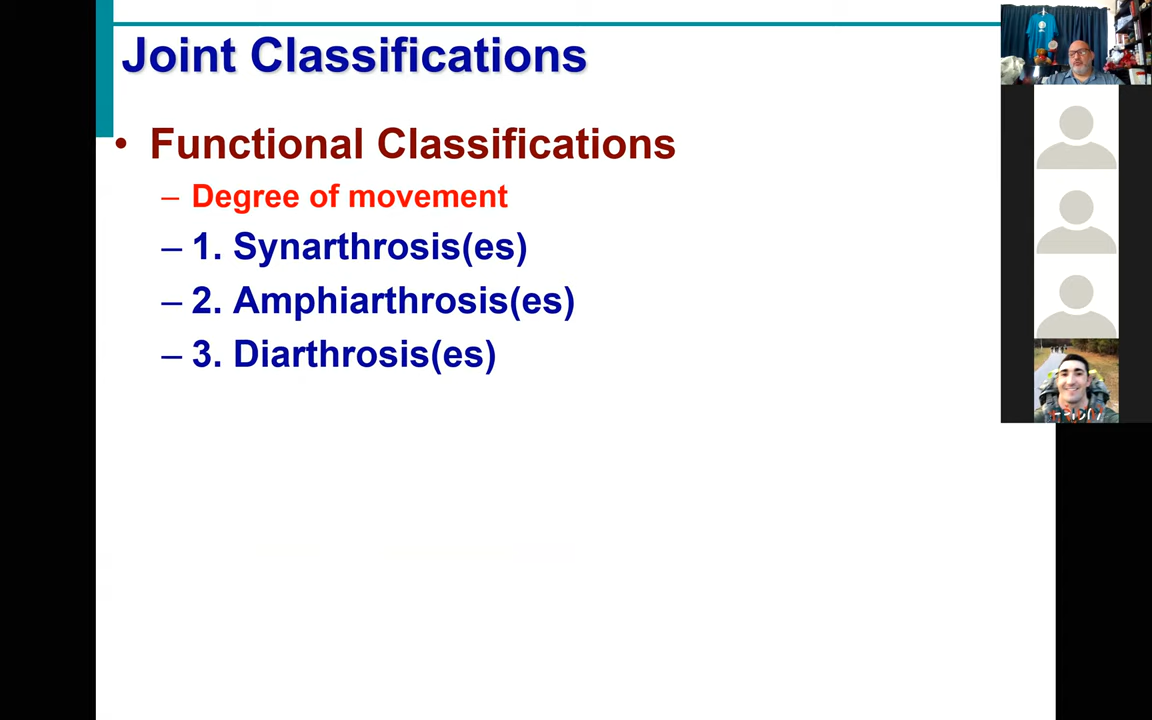 Joint Classifications
• Functional Classifications
– Degree of movement
– 1. Synarthrosis(es)
– 2. Amphiarthrosis(es)
– 3. Diarthrosis(es)